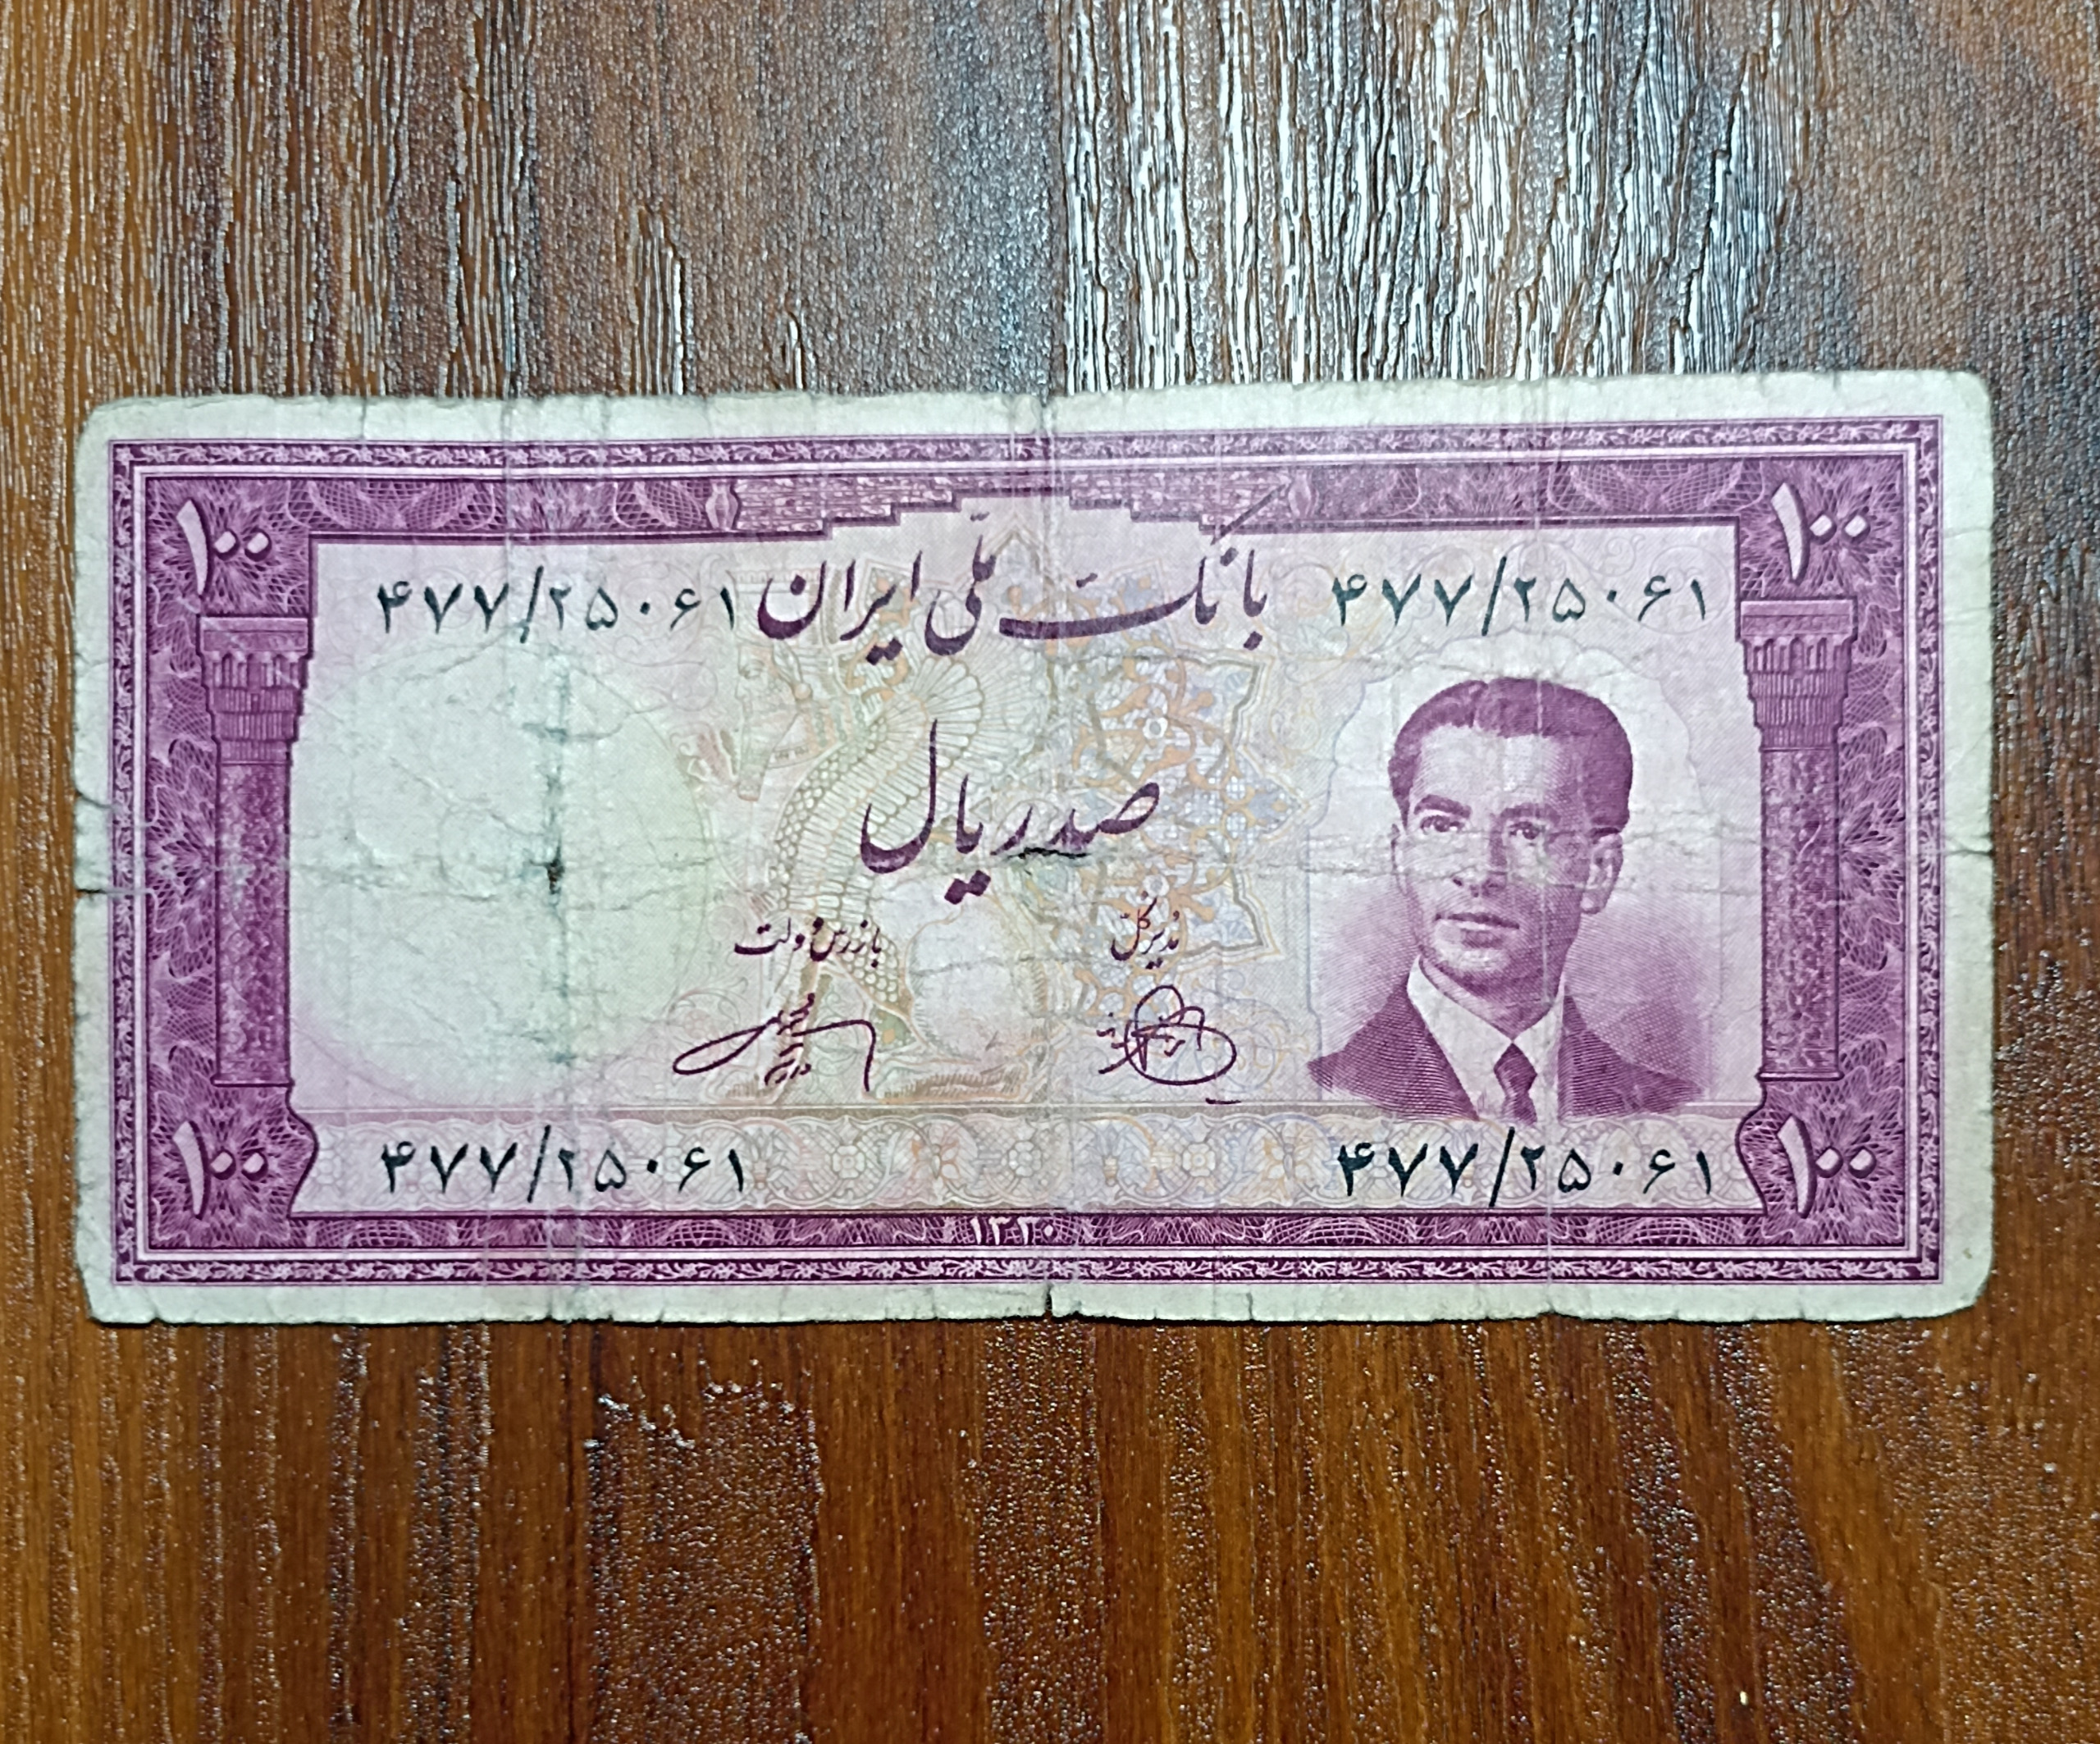 ۱۰۰ ۱۰۰
۴۷۷/۲۵۰۶۱ بانک ملّی ایران ۴۷۷/۲۵۰۶۱
صد ریال
مدیر کل بازرس دولت
۴۷۷/۲۵۰۶۱ ۴۷۷/۲۵۰۶۱
۱۰۰ ۱۰۰
۱۳۳۰